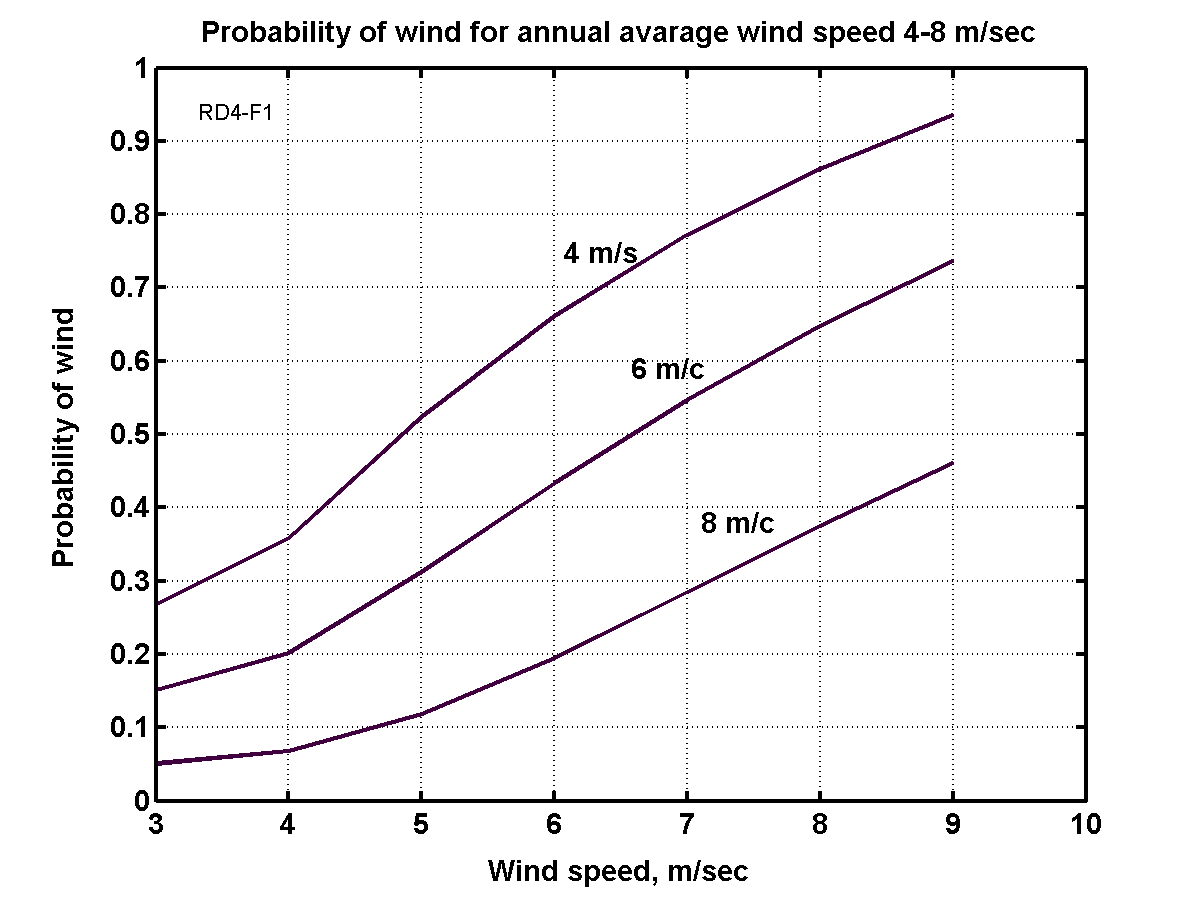 Probability of wind for annual avarage wind speed 4-8 m/sec
1
RD4-F1
0.9
0.8
4 m/s
0.7
0.6
6 m/c
0.5
Probability of wind
0.4
8 m/c
0.3
0.2
0.1
0
3 4 5 6 7 8 9 10
Wind speed, m/sec